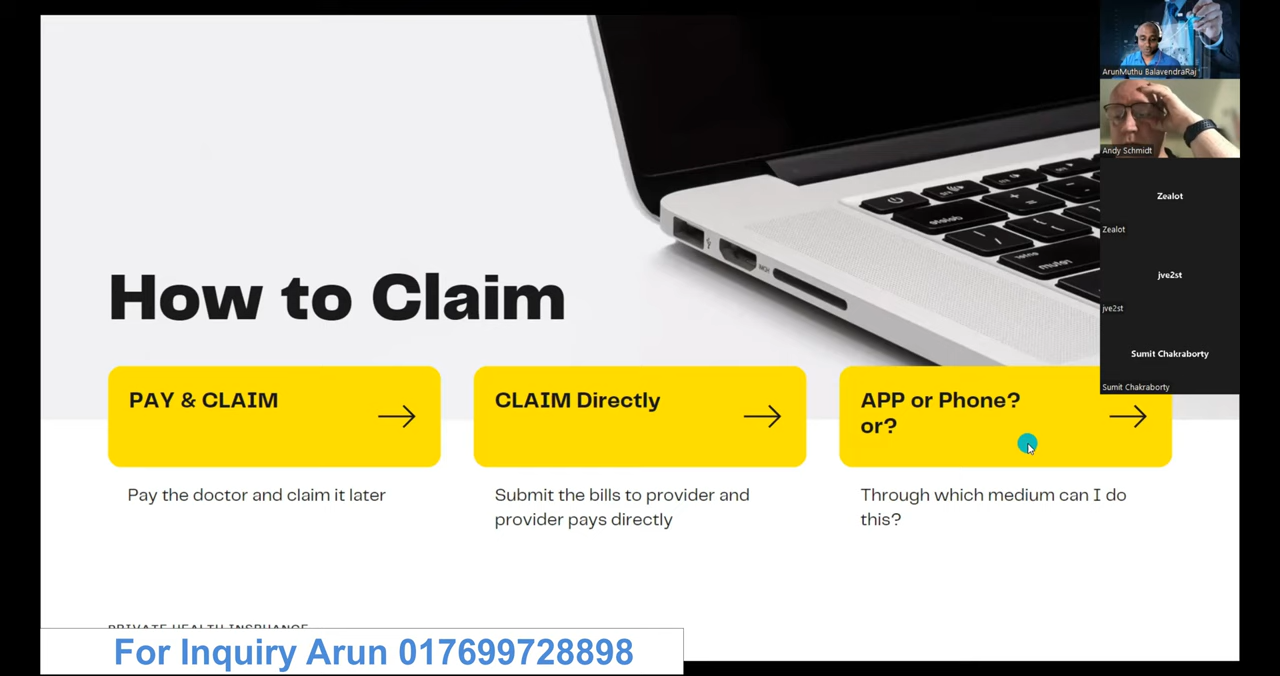 How to Claim
PAY & CLAIM
Pay the doctor and claim it later
CLAIM Directly
Submit the bills to provider and
provider pays directly
APP or Phone?
or?
Through which medium can I do
this?
For Inquiry Arun 017699728898
ArunMuthu BalavendraRaj
Andy Schmidt
Zealot
Zealot
jve2st
jve2st
Sumit Chakraborty
Sumit Chakraborty